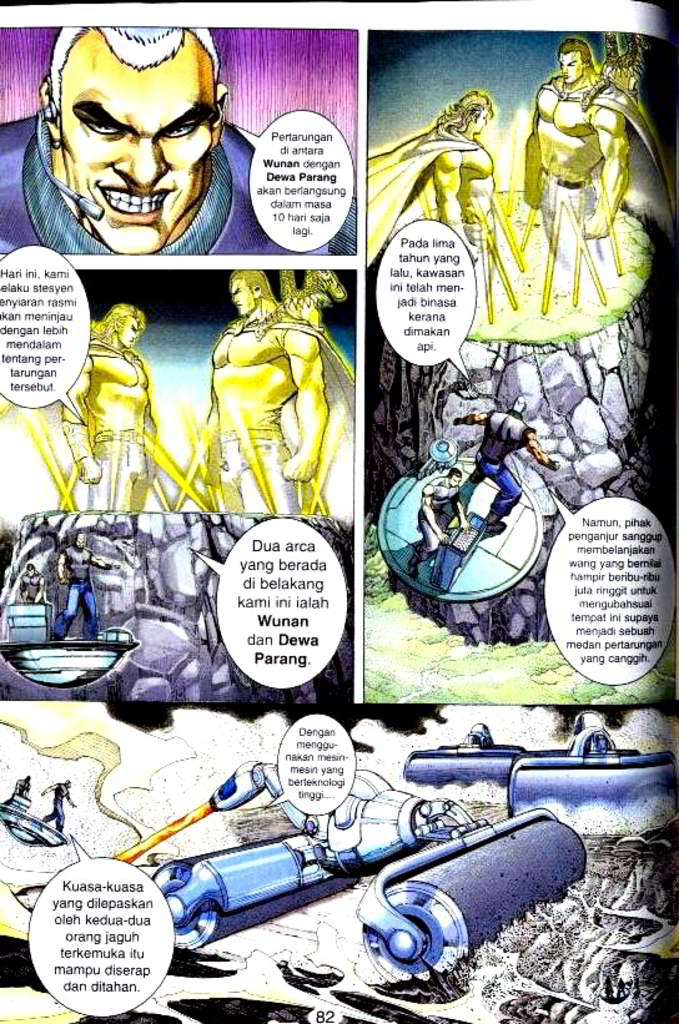 Pertarungan
di antara
Wunan dengan
Dewa Parang
akan berlangsung
dalam masa
10 hari saja
lagi.
Hari ini, kami
selaku stesyen
penyiaran rasmi
akan meninjau
dengan lebih
mendalam
tentang per-
tarungan
tersebut.
Dua arca
yang berada
di belakang
kami ini ialah
Wunan
dan Dewa
Parang.
Pada lima
tahun yang
lalu, kawasan
ini telah men-
jadi binasa
kerana
dimakan
api.
Namun, pihak
penganjur sanggup
membelanjakan
wang yang bernilai
hampir beribu-ribu
juta ringgit untuk
mengubahsuai
tempat ini supaya
menjadi sebuah
medan pertarungan
yang canggih.
Dengan
menggu-
nakan mesin-
mesin yang
berteknologi
tinggi....
Kuasa-kuasa
yang dilepaskan
oleh kedua-dua
orang jaguh
terkemuka itu
mampu diserap
dan ditahan.
82